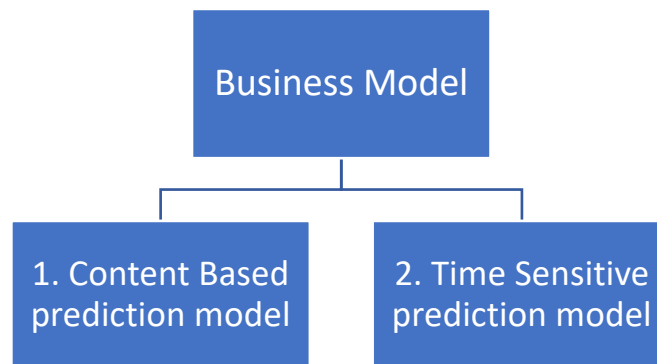 Business Model
1. Content Based
prediction model
2. Time Sensitive
prediction model